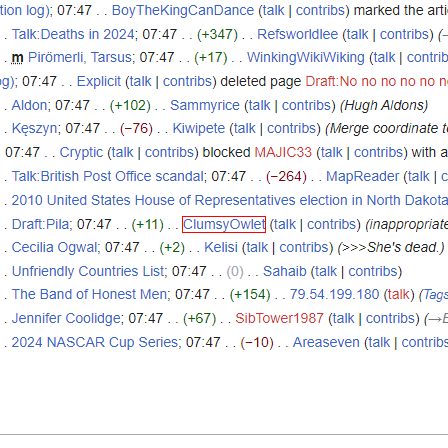 tion log); 07:47 . . BoyTheKingCanDance (talk | contribs) marked the arti
. Talk:Deaths in 2024; 07:47 . . (+347) . . Refsworldlee (talk | contribs) (→
. m Pirömerli, Tarsus; 07:47 . . (+17) . . WinkingWikiWiking (talk | contrib
og); 07:47 . . Explicit (talk | contribs) deleted page Draft:No no no no no n
. Aldon; 07:47 . . (+102) . . Sammyrice (talk | contribs) (Hugh Aldons)
. Kęszyn; 07:47 . . (−76) . . Kiwipete (talk | contribs) (Merge coordinate t
07:47 . . Cryptic (talk | contribs) blocked MAJIC33 (talk | contribs) with a
. Talk:British Post Office scandal; 07:47 . . (−264) . . MapReader (talk | c
. 2010 United States House of Representatives election in North Dakota
. Draft:Pila; 07:47 . . (+11) . . ClumsyOwlet (talk | contribs) (inappropriate
. Cecilia Ogwal; 07:47 . . (+2) . . Kelisi (talk | contribs) (>>>She's dead.)
. Unfriendly Countries List; 07:47 . . (0) . . Sahaib (talk | contribs)
. The Band of Honest Men; 07:47 . . (+154) . . 79.54.199.180 (talk) (Tags
. Jennifer Coolidge; 07:47 . . (+67) . . SibTower1987 (talk | contribs) (→E
. 2024 NASCAR Cup Series; 07:47 . . (−10) . . Areaseven (talk | contribs